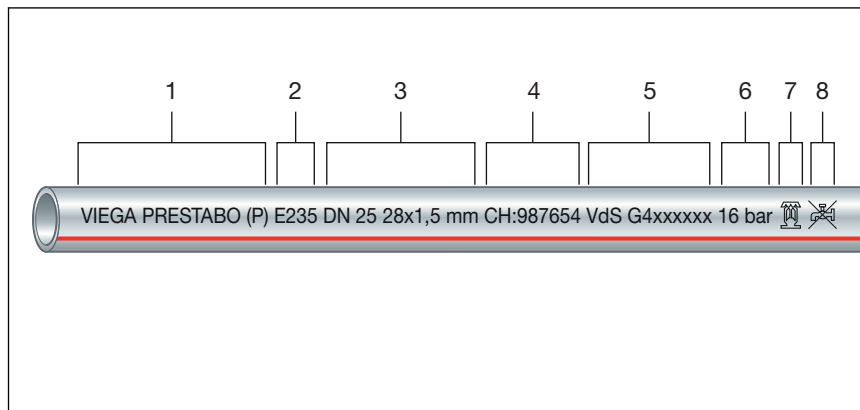 1 2 3 4 5 6 7 8
VIEGA PRESTABO (P) E235 DN 25 28x1,5 mm CH:987654 VdS G4xxxxxx 16 bar